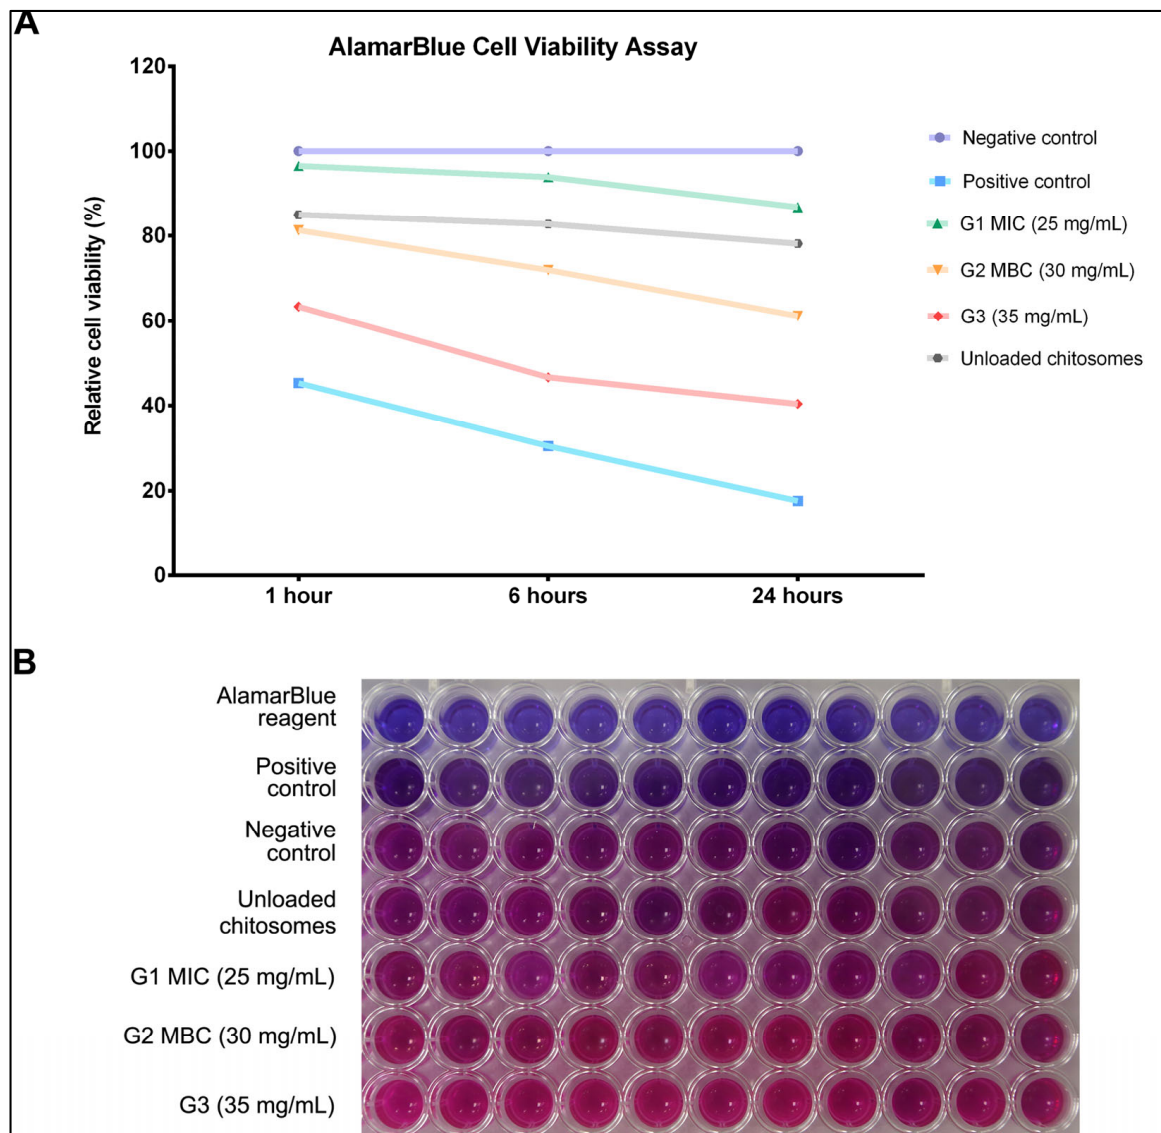 A
AlamarBlue Cell Viability Assay
Relative cell viability (%)
120
100
80
60
40
20
0
1 hour
6 hours
24 hours
Negative control
Positive control
G1 MIC (25 mg/mL)
G2 MBC (30 mg/mL)
G3 (35 mg/mL)
Unloaded chitosomes
B
AlamarBlue
reagent
Positive
control
Negative
control
Unloaded
chitosomes
G1 MIC (25 mg/mL)
G2 MBC (30 mg/mL)
G3 (35 mg/mL)